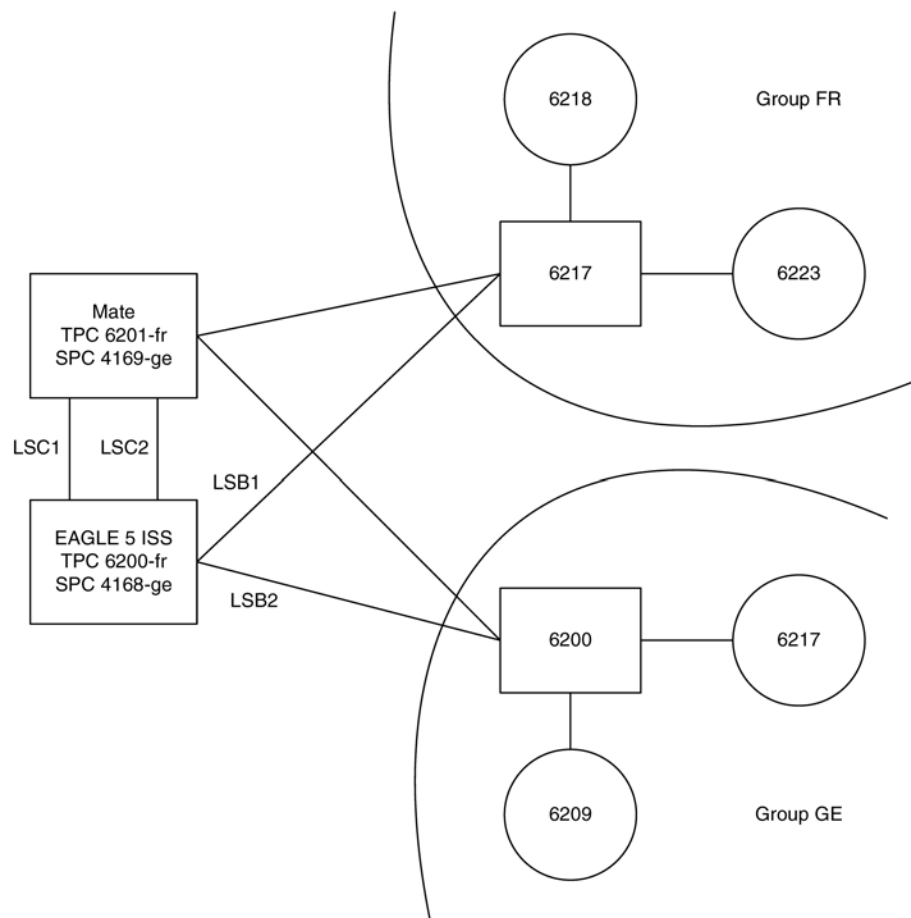 6218
Group FR
6217
6223
Mate
TPC 6201-fr
SPC 4169-ge
LSC1
LSC2
LSB1
EAGLE 5 ISS
TPC 6200-fr
SPC 4168-ge
LSB2
6200
6217
6209
Group GE